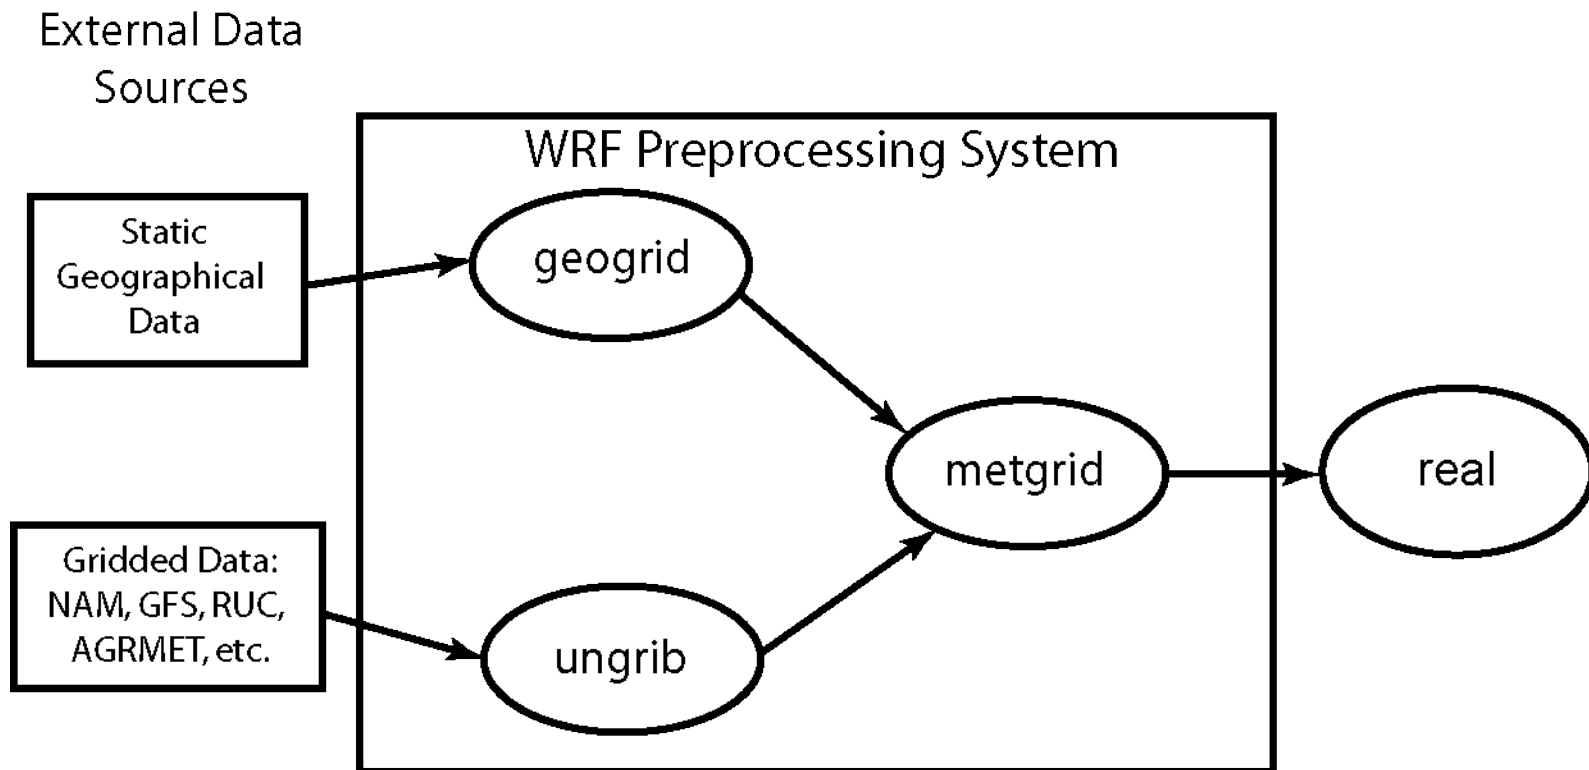 External Data
Sources
WRF Preprocessing System
Static
Geographical
Data
geogrid
metgrid
real
Gridded Data:
NAM, GFS, RUC,
AGRMET, etc.
ungrib